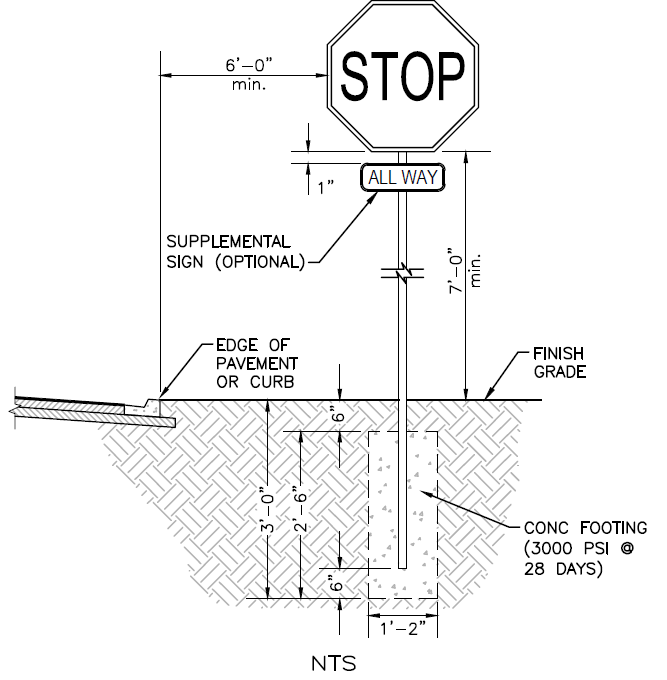 6'-0"
min.
STOP
1"
ALL WAY
SUPPLEMENTAL
SIGN (OPTIONAL)
7'-0"
min.
EDGE OF
PAVEMENT
OR CURB
FINISH
GRADE
6"
3'-0"
2'-6"
CONC FOOTING
(3000 PSI @
28 DAYS)
6"
1'-2"
NTS